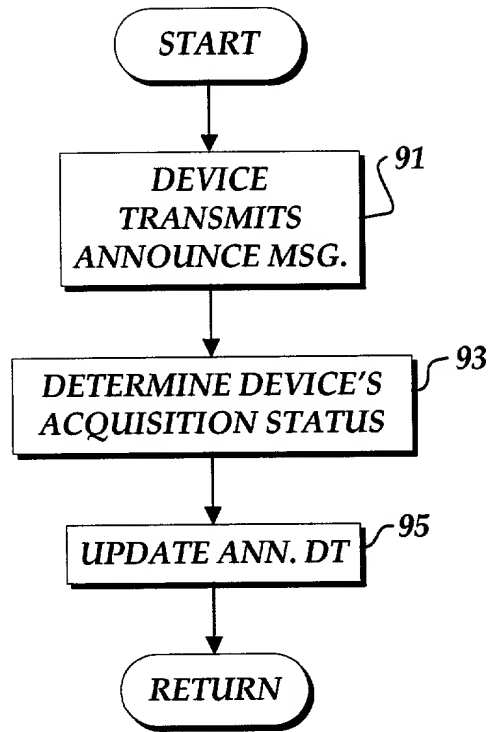 START
DEVICE
TRANSMITS
ANNOUNCE MSG.
91
DETERMINE DEVICE'S
ACQUISITION STATUS
93
UPDATE ANN. DT
95
RETURN